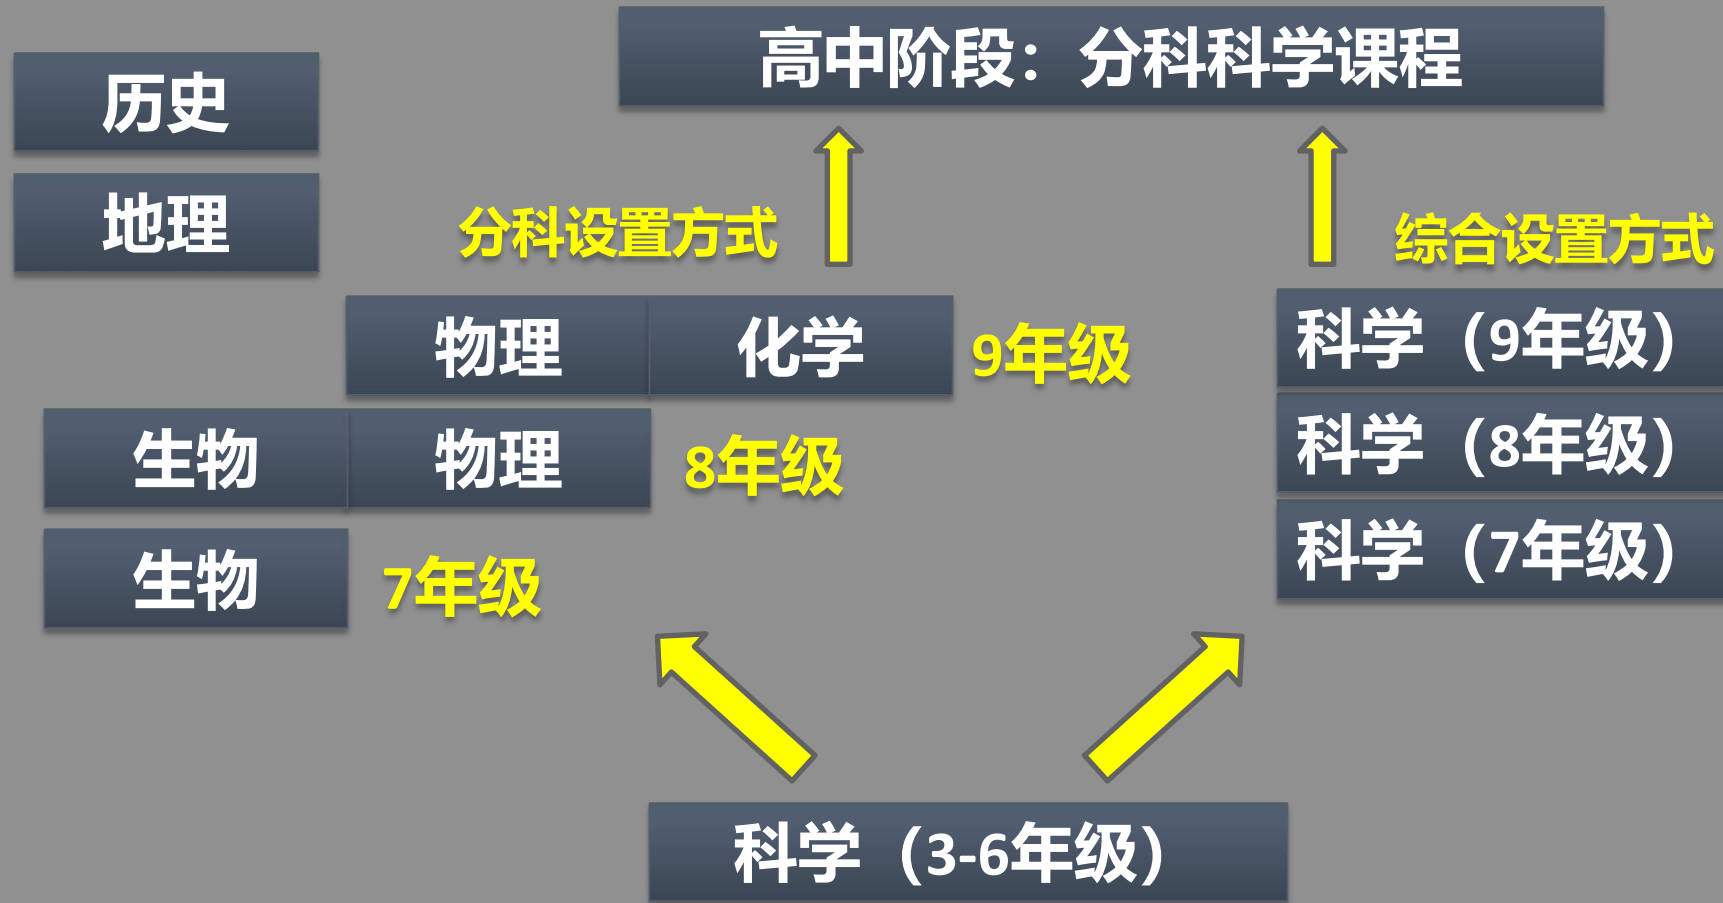 高中阶段：分科科学课程
历史
地理
分科设置方式
综合设置方式
物理 化学 9年级
科学（9年级）
生物 物理 8年级
科学（8年级）
生物 7年级
科学（7年级）
科学（3-6年级）